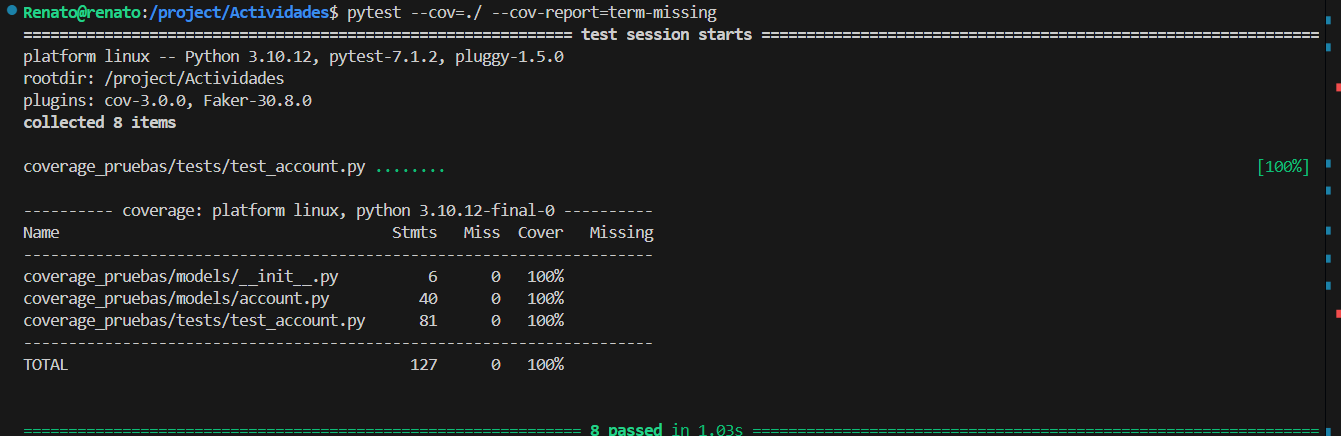 Renato@renato:/project/Actividades$ pytest --cov=./ --cov-report=term-missing
============================================================= test session starts ==============================================================
platform linux -- Python 3.10.12, pytest-7.1.2, pluggy-1.5.0
rootdir: /project/Actividades
plugins: cov-3.0.0, Faker-30.8.0
collected 8 items
coverage_pruebas/tests/test_account.py ........ [100%]
---------- coverage: platform linux, python 3.10.12-final-0 ----------
Name Stmts Miss Cover Missing
----------------------------------------------------------------------
coverage_pruebas/models/__init__.py 6 0 100%
coverage_pruebas/models/account.py 40 0 100%
coverage_pruebas/tests/test_account.py 81 0 100%
----------------------------------------------------------------------
TOTAL 127 0 100%
============================================================== 8 passed in 1.03s ===============================================================